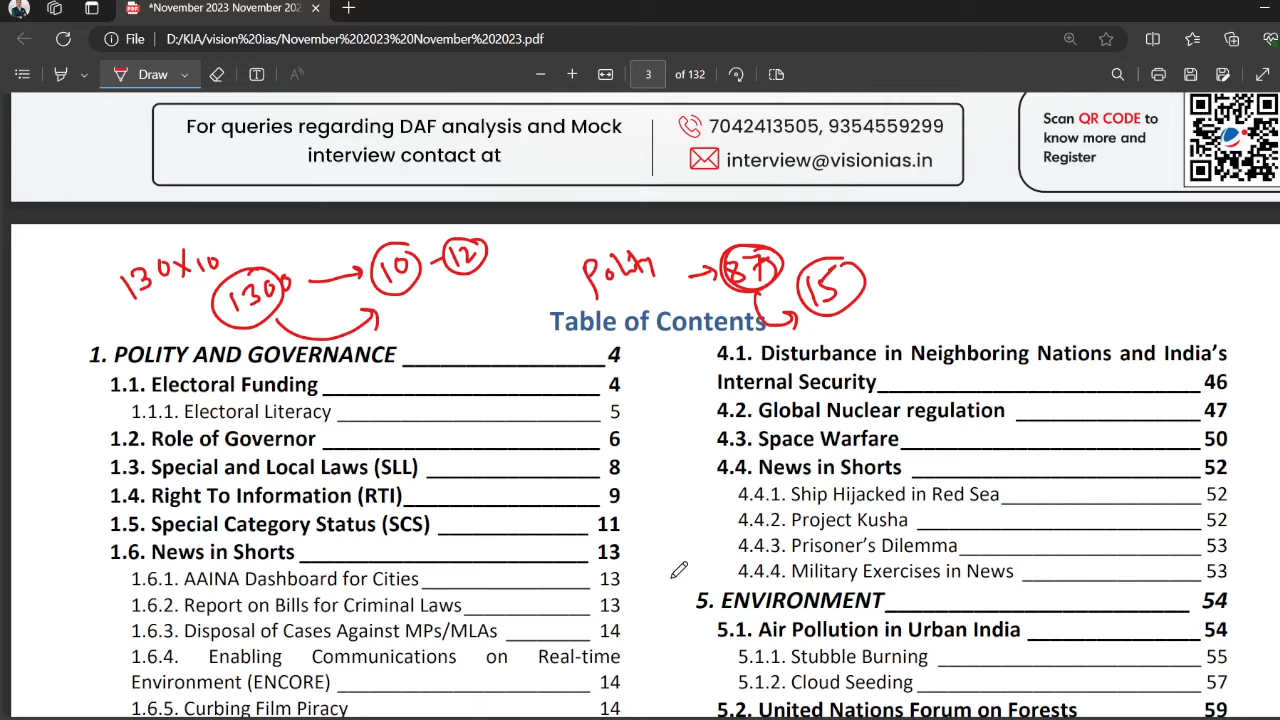 *November 2023 November 202
File
D:/KIA/vision%20ias/November%202023%20November%202023.pdf
Draw
3 of 132
For queries regarding DAF analysis and Mock
interview contact at
7042413505, 9354559299
interview@visionias.in
Scan QR CODE to
know more and
Register
130x10
1300 → 10 - 12
Polity → 87
15
Table of Contents
1. POLITY AND GOVERNANCE 4
1.1. Electoral Funding 4
1.1.1. Electoral Literacy 5
1.2. Role of Governor 6
1.3. Special and Local Laws (SLL) 8
1.4. Right To Information (RTI) 9
1.5. Special Category Status (SCS) 11
1.6. News in Shorts 13
1.6.1. AAINA Dashboard for Cities 13
1.6.2. Report on Bills for Criminal Laws 13
1.6.3. Disposal of Cases Against MPs/MLAs 14
1.6.4. Enabling Communications on Real-time
Environment (ENCORE) 14
1.6.5. Curbing Film Piracy 14
4.1. Disturbance in Neighboring Nations and India's
Internal Security 46
4.2. Global Nuclear regulation 47
4.3. Space Warfare 50
4.4. News in Shorts 52
4.4.1. Ship Hijacked in Red Sea 52
4.4.2. Project Kusha 52
4.4.3. Prisoner's Dilemma 53
4.4.4. Military Exercises in News 53
5. ENVIRONMENT 54
5.1. Air Pollution in Urban India 54
5.1.1. Stubble Burning 55
5.1.2. Cloud Seeding 57
5.2. United Nations Forum on Forests 59